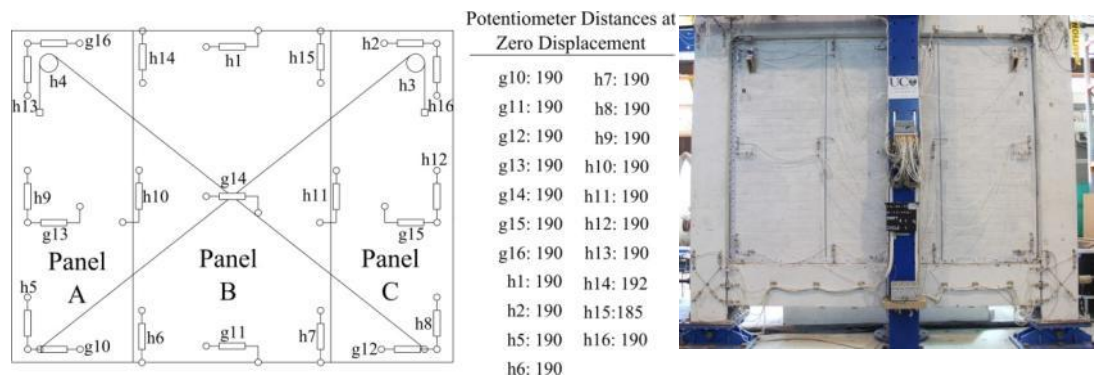 Potentiometer Distances at
Zero Displacement
g16
h14
h1
h15
h2
h4
h3
h13
h16
h12
g14
h9
h10
h11
g13
g15
Panel
A
Panel
B
Panel
C
h5
h6
h7
h8
g10
g11
g12
g10: 190 h7: 190
g11: 190 h8: 190
g12: 190 h9: 190
g13: 190 h10: 190
g14: 190 h11: 190
g15: 190 h12: 190
g16: 190 h13: 190
h1: 190 h14: 192
h2: 190 h15:185
h5: 190 h16: 190
h6: 190
CAUTION